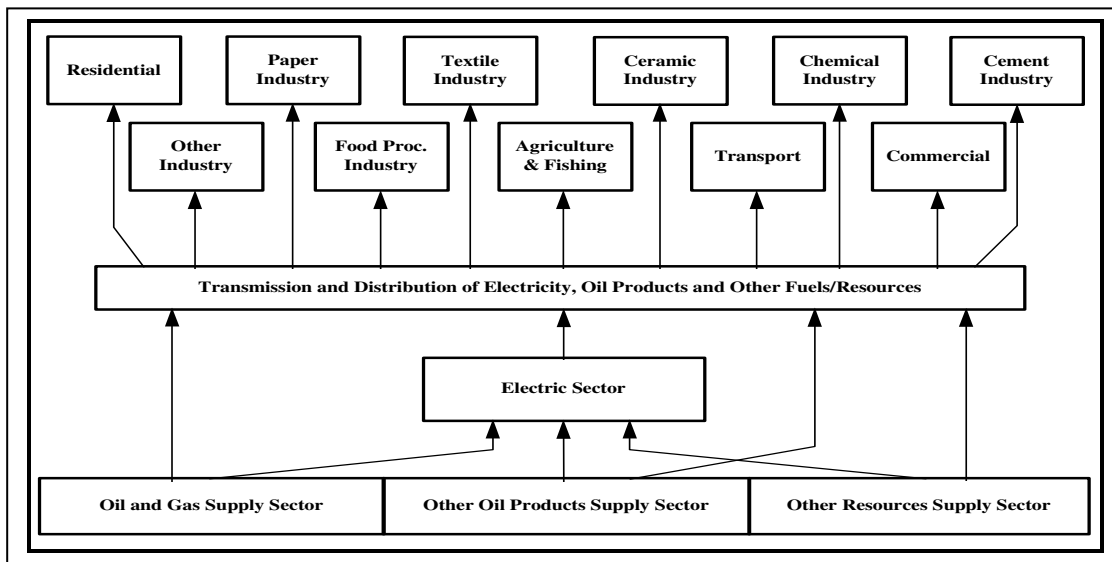 Residential
Paper
Industry
Textile
Industry
Ceramic
Industry
Chemical
Industry
Cement
Industry
Other
Industry
Food Proc.
Industry
Agriculture
& Fishing
Transport
Commercial
Transmission and Distribution of Electricity, Oil Products and Other Fuels/Resources
Electric Sector
Oil and Gas Supply Sector
Other Oil Products Supply Sector
Other Resources Supply Sector